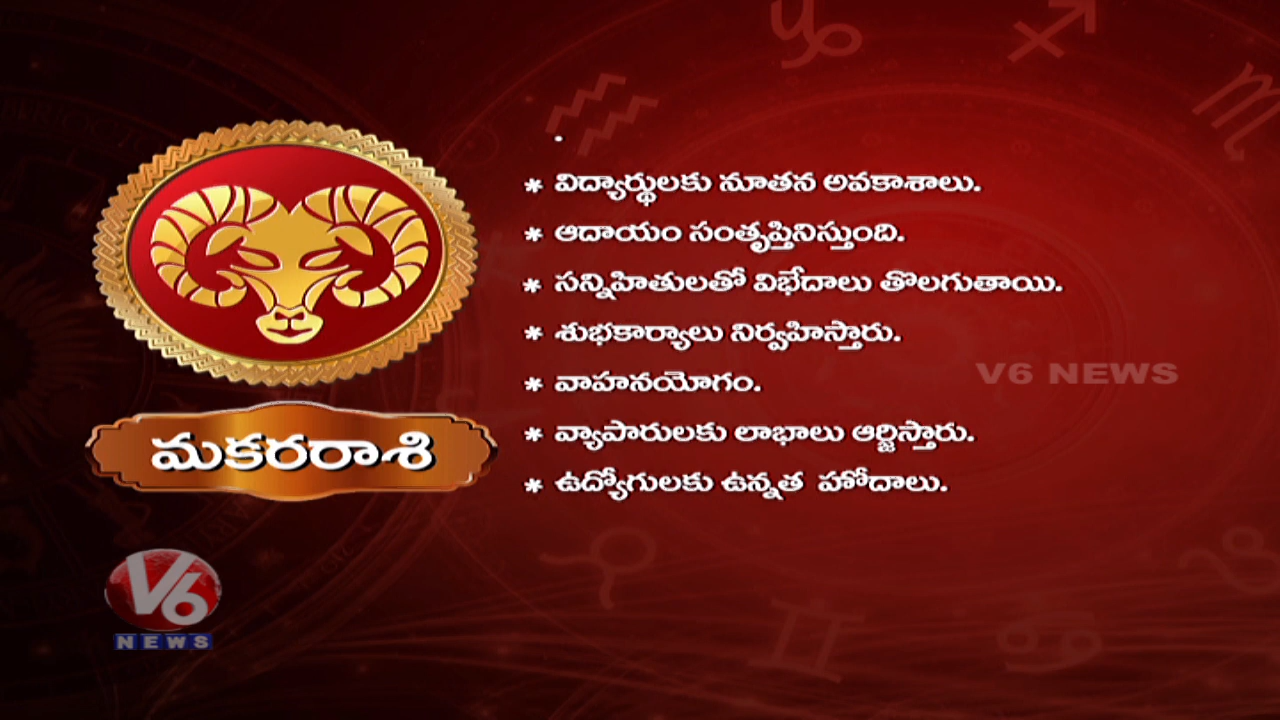 .
* విద్యార్థులకు నూతన అవకాశాలు.
* ఆదాయం సంతృప్తినిస్తుంది.
* సన్నిహితులతో విభేదాలు తొలగుతాయి.
* శుభకార్యాలు నిర్వహిస్తారు.
V6 NEWS
* వాహనయోగం.
* వ్యాపారులకు లాభాలు ఆర్జిస్తారు.
మకరరాశి
* ఉద్యోగులకు ఉన్నత హోదాలు.
V6
NEWS